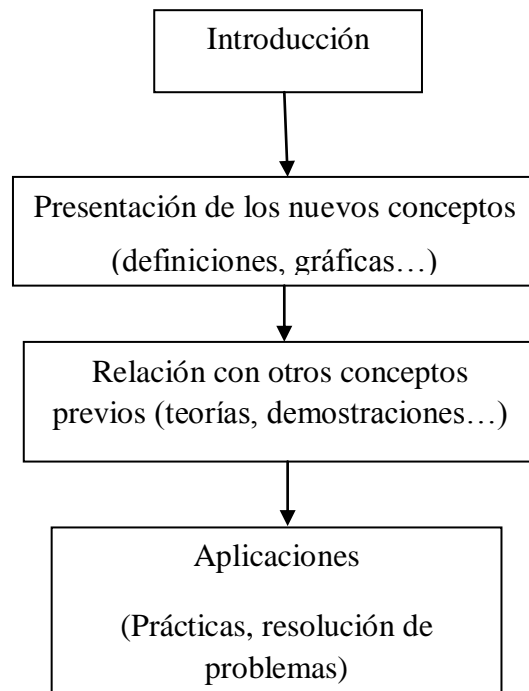 Introducción
Presentación de los nuevos conceptos
(definiciones, gráficas…)
Relación con otros conceptos
previos (teorías, demostraciones…)
Aplicaciones
(Prácticas, resolución de
problemas)